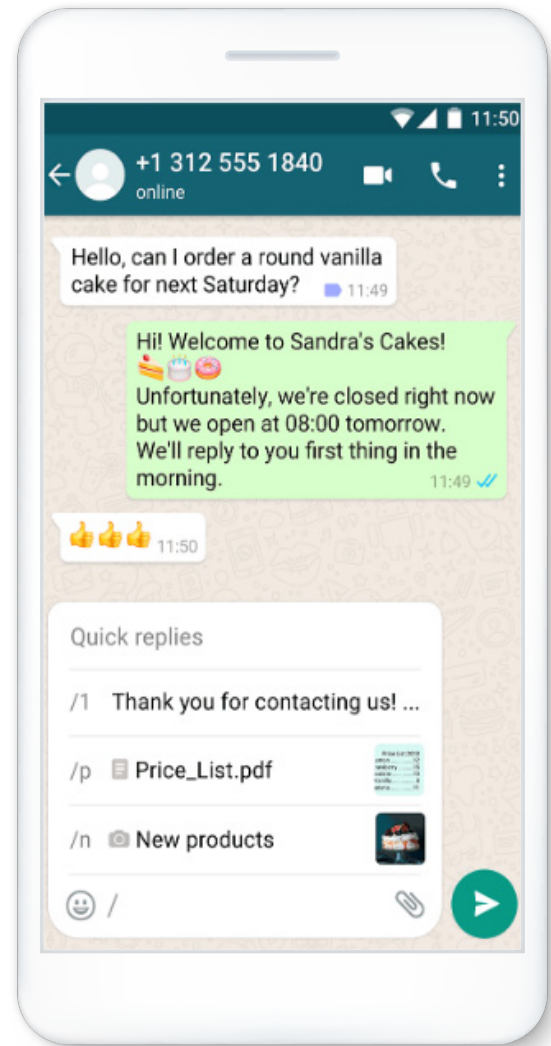 11:50
+1 312 555 1840
online
Hello, can I order a round vanilla
cake for next Saturday? 11:49
Hi! Welcome to Sandra's Cakes!
🍰🎂🍩
Unfortunately, we're closed right now
but we open at 08:00 tomorrow.
We'll reply to you first thing in the
morning. 11:49
👍👍👍 11:50
Quick replies
/1 Thank you for contacting us! ...
/p Price_List.pdf
/n New products
/